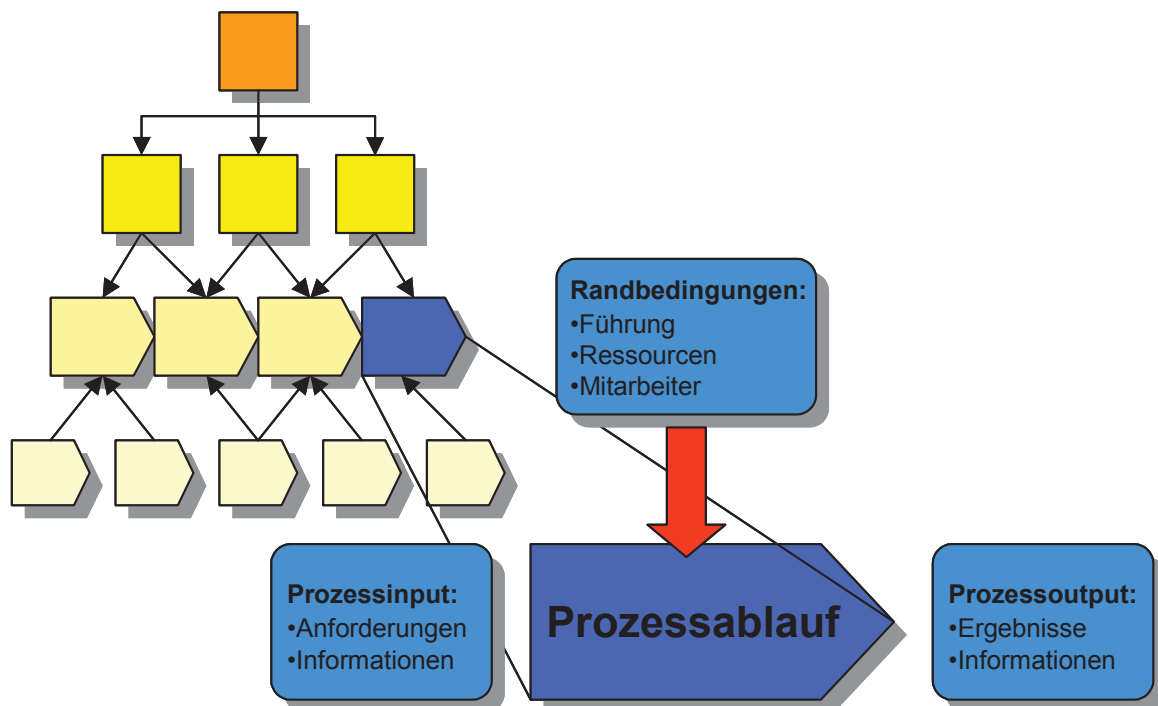 Randbedingungen:
•Führung
•Ressourcen
•Mitarbeiter
Prozessinput:
•Anforderungen
•Informationen
Prozessablauf
Prozessoutput:
•Ergebnisse
•Informationen